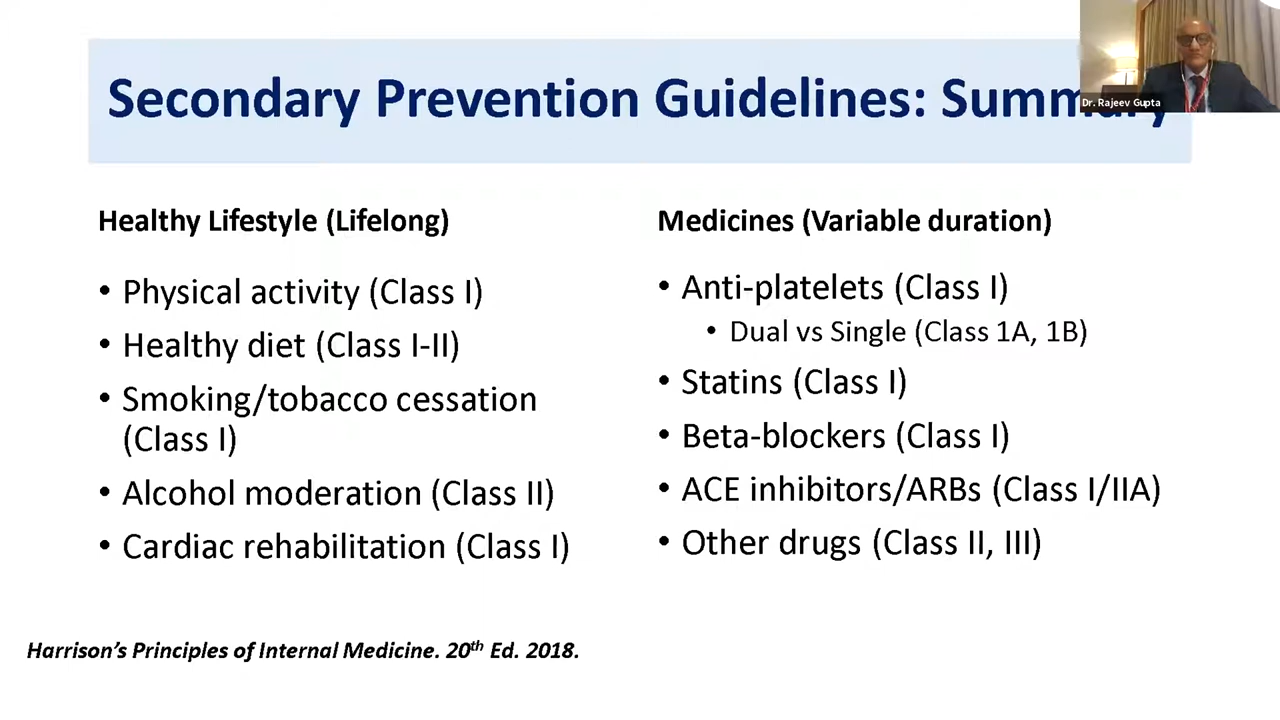 Secondary Prevention Guidelines: Summary
Dr. Rajeev Gupta
Healthy Lifestyle (Lifelong)
• Physical activity (Class I)
• Healthy diet (Class I-II)
• Smoking/tobacco cessation
(Class I)
• Alcohol moderation (Class II)
• Cardiac rehabilitation (Class I)
Medicines (Variable duration)
• Anti-platelets (Class I)
• Dual vs Single (Class 1A, 1B)
• Statins (Class I)
• Beta-blockers (Class I)
• ACE inhibitors/ARBs (Class I/IIA)
• Other drugs (Class II, III)
Harrison's Principles of Internal Medicine. 20th Ed. 2018.